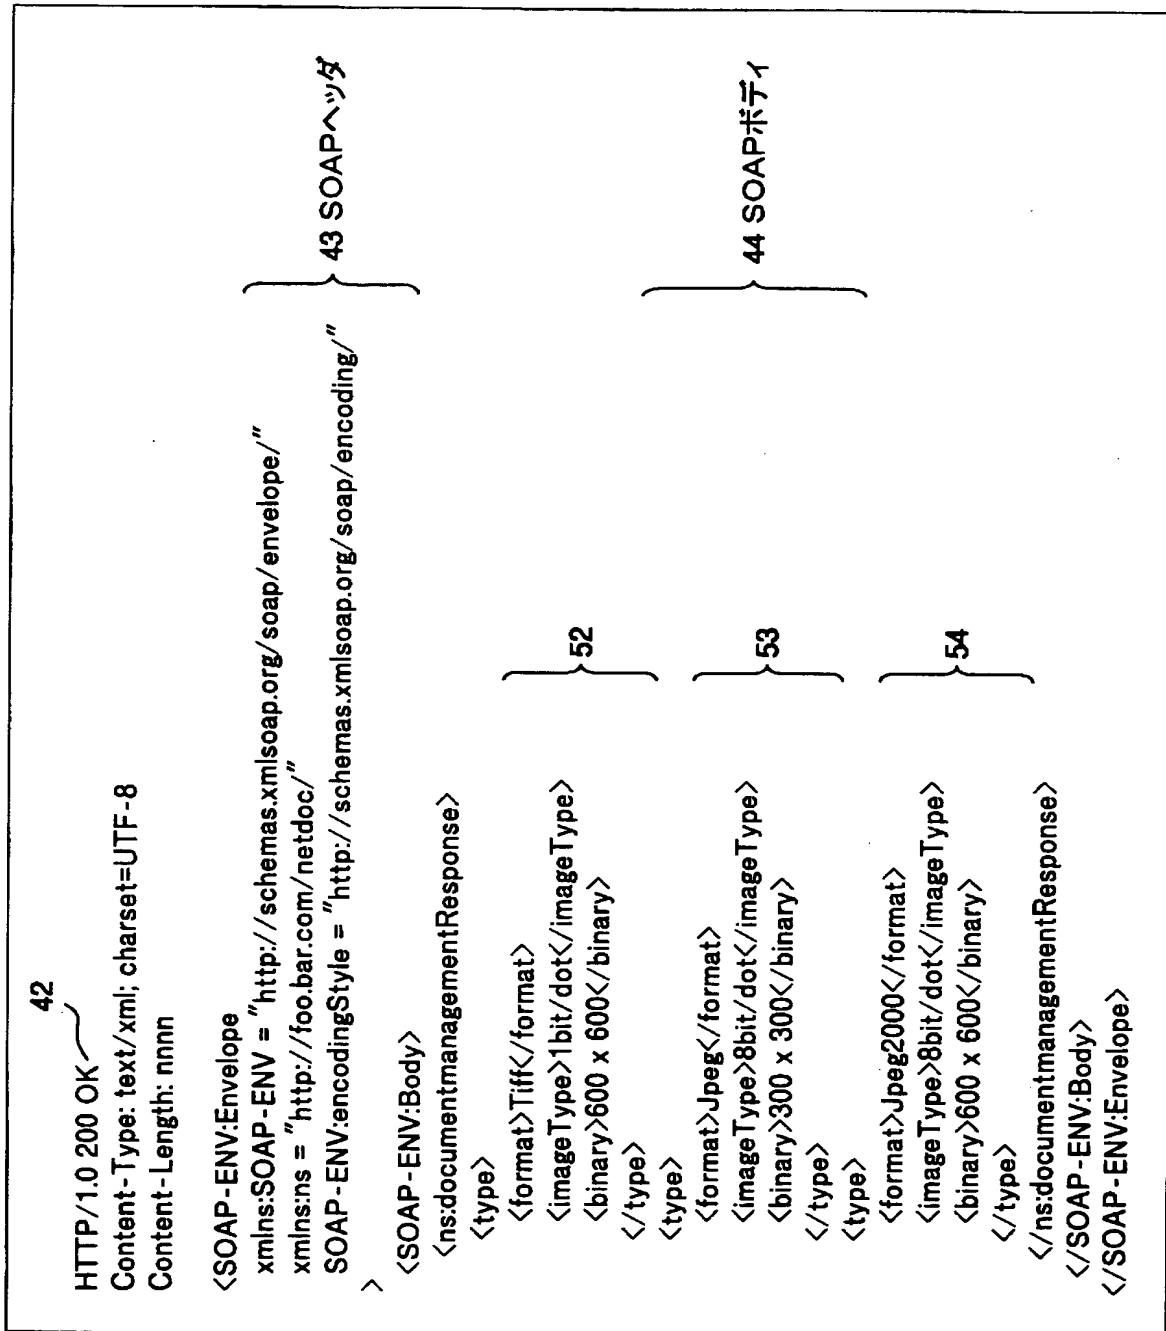 42
HTTP/1.0 200 OK
Content-Type: text/xml; charset=UTF-8
Content-Length: nnnn
<SOAP-ENV:Envelope
xmlns:SOAP-ENV = "http://schemas.xmlsoap.org/soap/envelope/"
xmlns:ns = "http://foo.bar.com/netdoc/"
SOAP-ENV:encodingStyle = "http://schemas.xmlsoap.org/soap/encoding/"
>
43 SOAPヘッダ
<SOAP-ENV:Body>
<ns:documentmanagementResponse>
<type>
<format>Tiff</format>
<imageType>1bit/dot</imageType>
<binary>600 x 600</binary>
</type>
52
<type>
<format>Jpeg</format>
<imageType>8bit/dot</imageType>
<binary>300 x 300</binary>
</type>
53
<type>
<format>Jpeg2000</format>
<imageType>8bit/dot</imageType>
<binary>600 x 600</binary>
</type>
54
</ns:documentmanagementResponse>
</SOAP-ENV:Body>
</SOAP-ENV:Envelope>
44 SOAPボディ